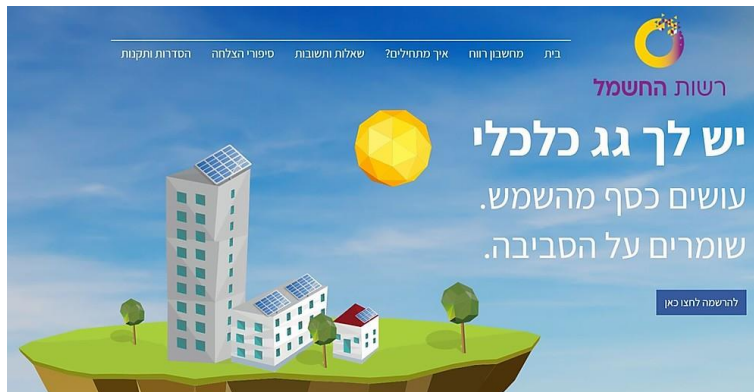 בית מחשבון רווח איך מתחילים? שאלות ותשובות סיפורי הצלחה הסדרות ותקנות
רשות החשמל
יש לך גג כלכלי
עושים כסף מהשמש.
שומרים על הסביבה.
להרשמה לחצו כאן